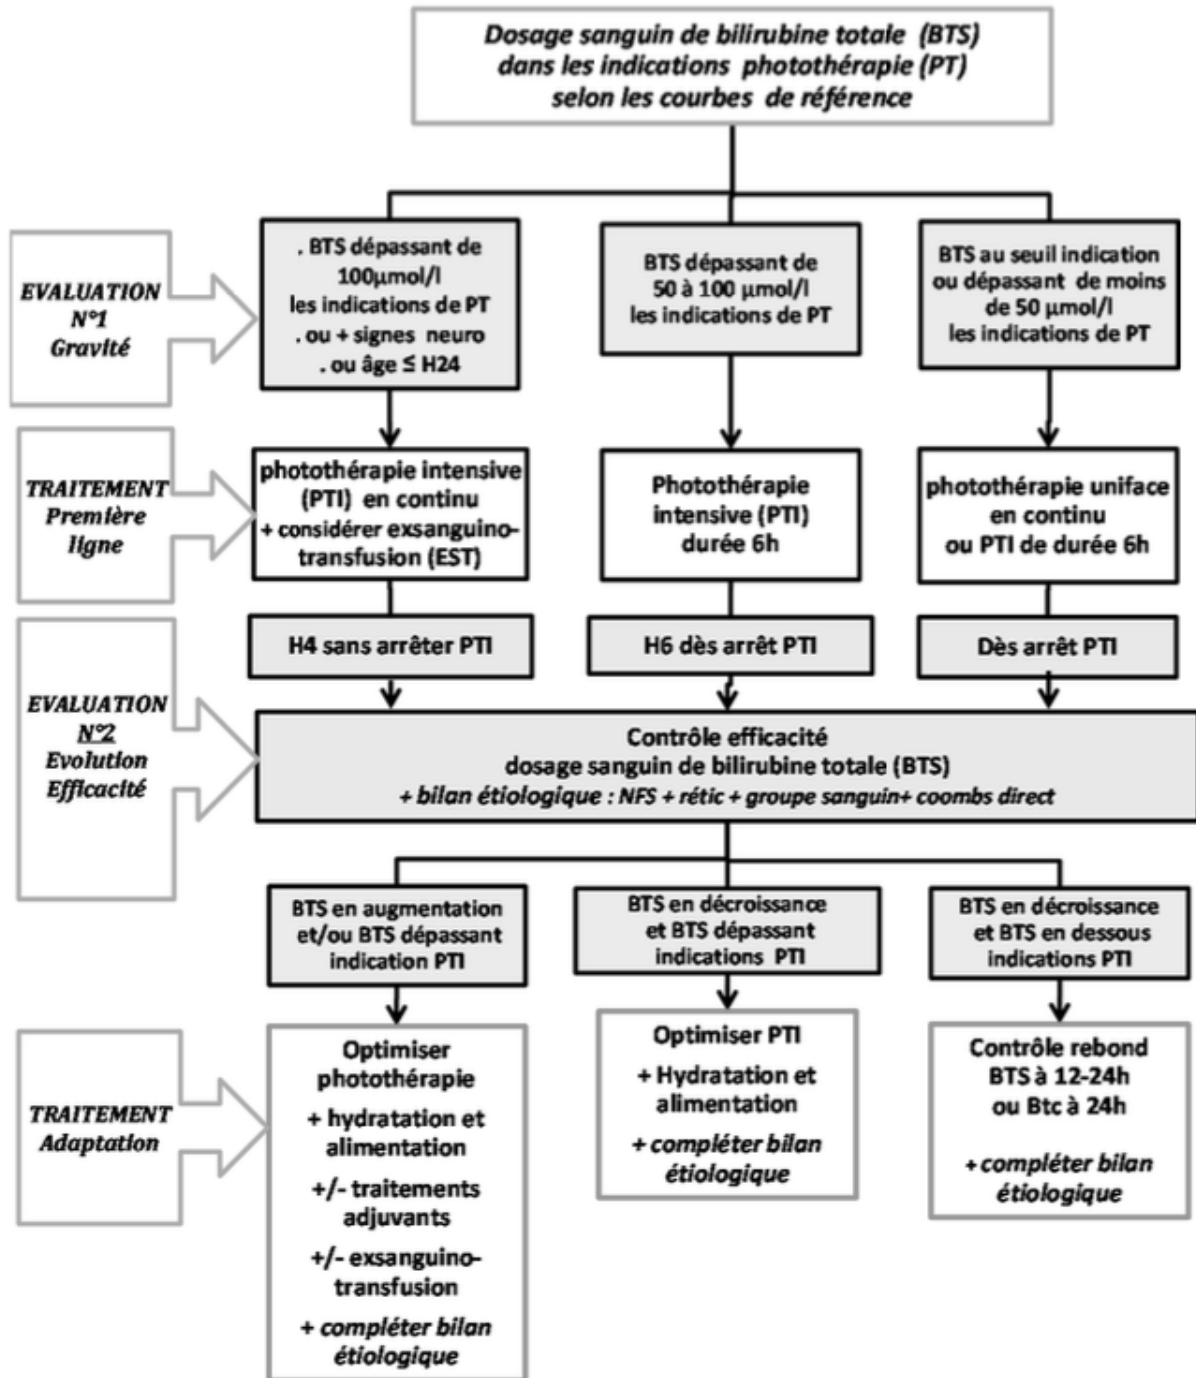 Dosage sanguin de bilirubine totale (BTS)
dans les indications photothérapie (PT)
selon les courbes de référence
EVALUATION
N°1
Gravité
. BTS dépassant de
100µmol/l
les indications de PT
. ou + signes neuro
. ou âge ≤ H24
BTS dépassant de
50 à 100 µmol/l
les indications de PT
BTS au seuil indication
ou dépassant de moins
de 50 µmol/l
les indications de PT
TRAITEMENT
Première
ligne
photothérapie intensive
(PTI) en continu
+ considérer exsanguino-
transfusion (EST)
Photothérapie
intensive (PTI)
durée 6h
photothérapie uniface
en continu
ou PTI de durée 6h
H4 sans arrêter PTI
H6 dès arrêt PTI
Dès arrêt PTI
EVALUATION
N°2
Evolution
Efficacité
Contrôle efficacité
dosage sanguin de bilirubine totale (BTS)
+ bilan étiologique : NFS + rétic + groupe sanguin+ coombs direct
BTS en augmentation
et/ou BTS dépassant
indication PTI
BTS en décroissance
et BTS dépassant
indications PTI
BTS en décroissance
et BTS en dessous
indications PTI
TRAITEMENT
Adaptation
Optimiser
photothérapie
+ hydratation et
alimentation
+/- traitements
adjuvants
+/- exsanguino-
transfusion
+ compléter bilan
étiologique
Optimiser PTI
+ Hydratation et
alimentation
+ compléter bilan
étiologique
Contrôle rebond
BTS à 12-24h
ou Btc à 24h
+ compléter bilan
étiologique